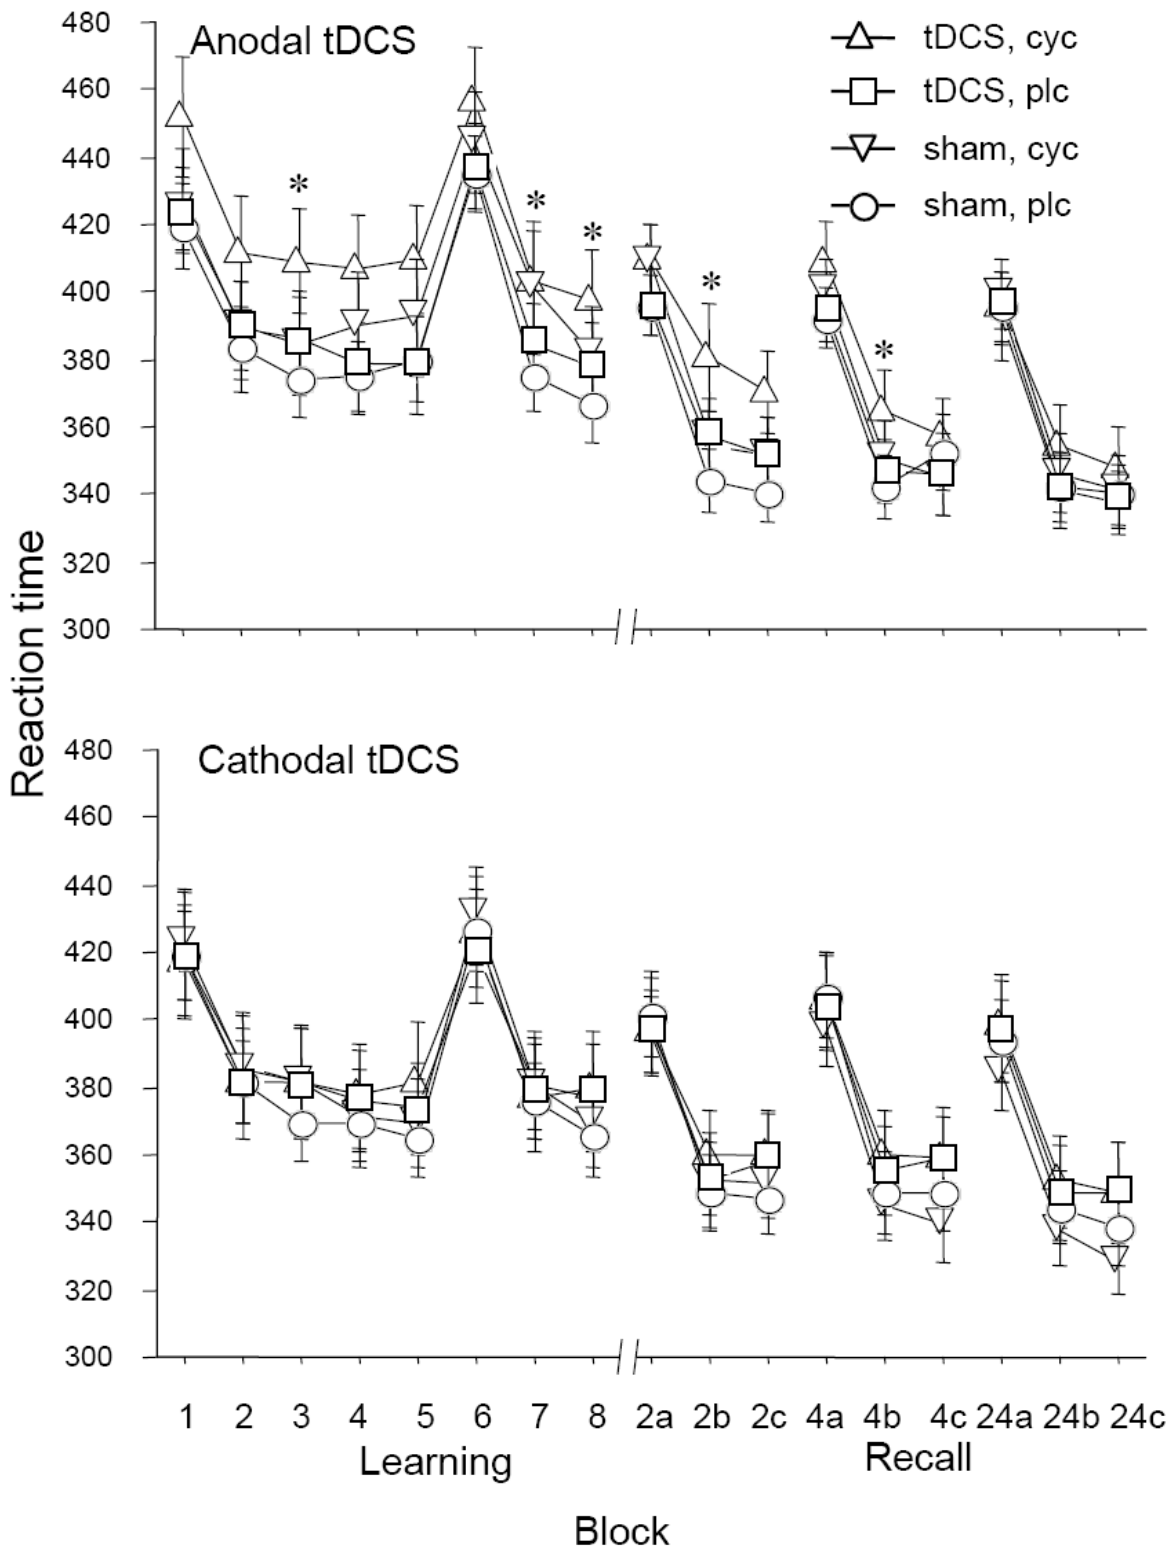 Anodal tDCS
tDCS, cyc
tDCS, plc
sham, cyc
sham, plc
480
460
440
420
400
380
360
340
320
300
* * * * *
Reaction time
Cathodal tDCS
480
460
440
420
400
380
360
340
320
300
1 2 3 4 5 6 7 8 2a 2b 2c 4a 4b 4c 24a 24b 24c
Learning Recall
Block